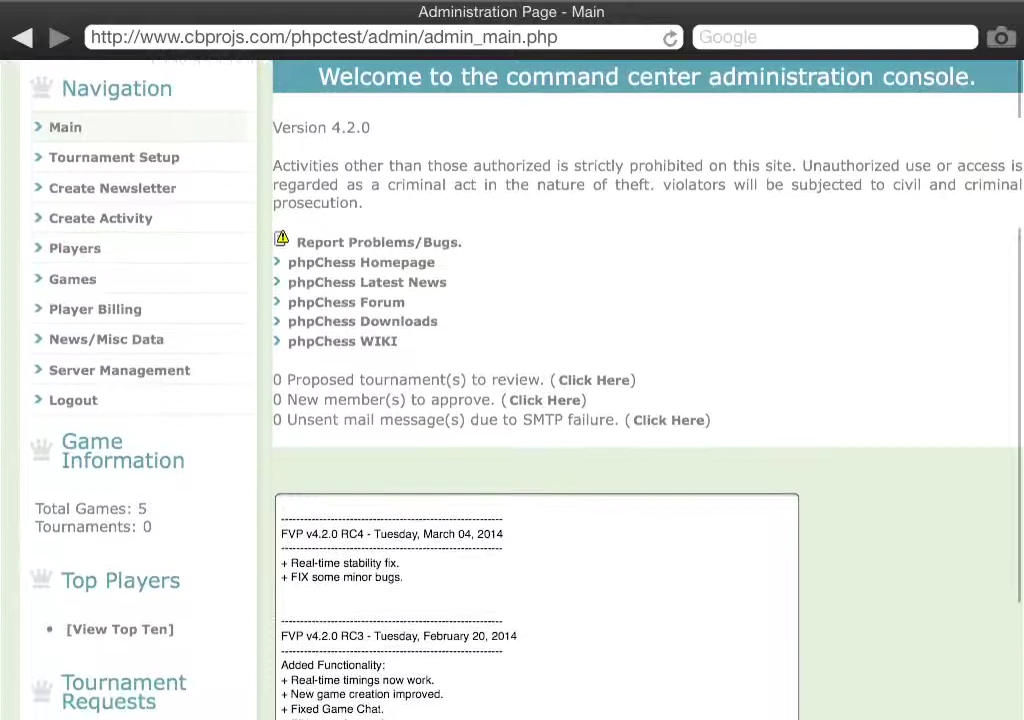 Administration Page - Main
http://www.cbprojs.com/phpctest/admin/admin_main.php
Google
Navigation
Main
Tournament Setup
Create Newsletter
Create Activity
Players
Games
Player Billing
News/Misc Data
Server Management
Logout
Game
Information
Total Games: 5
Tournaments: 0
Top Players
[View Top Ten]
Tournament
Requests
Welcome to the command center administration console.
Version 4.2.0
Activities other than those authorized is strictly prohibited on this site. Unauthorized use or access is
regarded as a criminal act in the nature of theft. violators will be subjected to civil and criminal
prosecution.
Report Problems/Bugs.
phpChess Homepage
phpChess Latest News
phpChess Forum
phpChess Downloads
phpChess WIKI
0 Proposed tournament(s) to review. (Click Here)
0 New member(s) to approve. (Click Here)
0 Unsent mail message(s) due to SMTP failure. (Click Here)
FVP v4.2.0 RC4 - Tuesday, March 04, 2014
+ Real-time stability fix.
+ FIX some minor bugs.
FVP v4.2.0 RC3 - Tuesday, February 20, 2014
Added Functionality:
+ Real-time timings now work.
+ New game creation improved.
+ Fixed Game Chat.